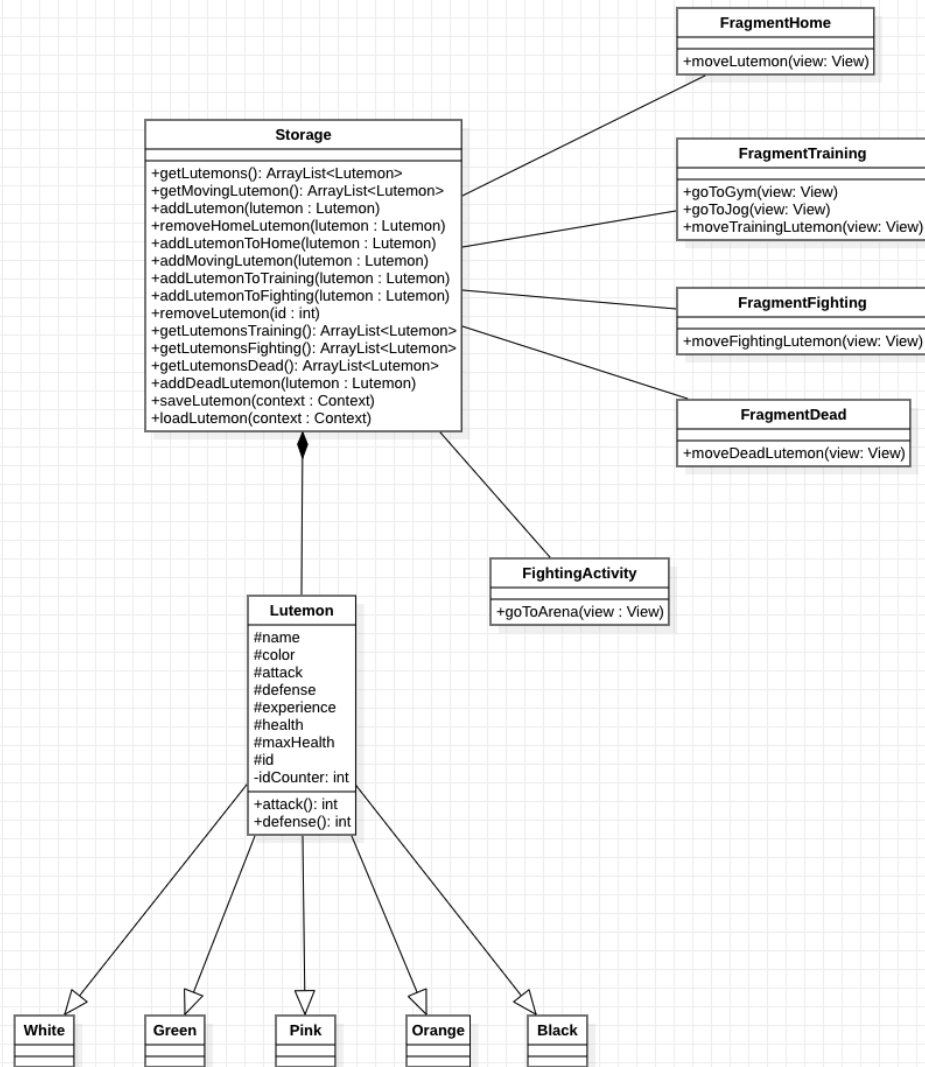 FragmentHome
+moveLutemon(view: View)
Storage
+getLutemons(): ArrayList<Lutemon>
+getMovingLutemon(): ArrayList<Lutemon>
+addLutemon(lutemon : Lutemon)
+removeHomeLutemon(lutemon : Lutemon)
+addLutemonToHome(lutemon : Lutemon)
+addMovingLutemon(lutemon : Lutemon)
+addLutemonToTraining(lutemon : Lutemon)
+addLutemonToFighting(lutemon : Lutemon)
+removeLutemon(id : int)
+getLutemonsTraining(): ArrayList<Lutemon>
+getLutemonsFighting(): ArrayList<Lutemon>
+getLutemonsDead(): ArrayList<Lutemon>
+addDeadLutemon(lutemon : Lutemon)
+saveLutemon(context : Context)
+loadLutemon(context : Context)
FragmentTraining
+goToGym(view: View)
+goToJog(view: View)
+moveTrainingLutemon(view: View)
FragmentFighting
+moveFightingLutemon(view: View)
FragmentDead
+moveDeadLutemon(view: View)
FightingActivity
+goToArena(view : View)
Lutemon
#name
#color
#attack
#defense
#experience
#health
#maxHealth
#id
-idCounter: int
+attack(): int
+defense(): int
White
Green
Pink
Orange
Black